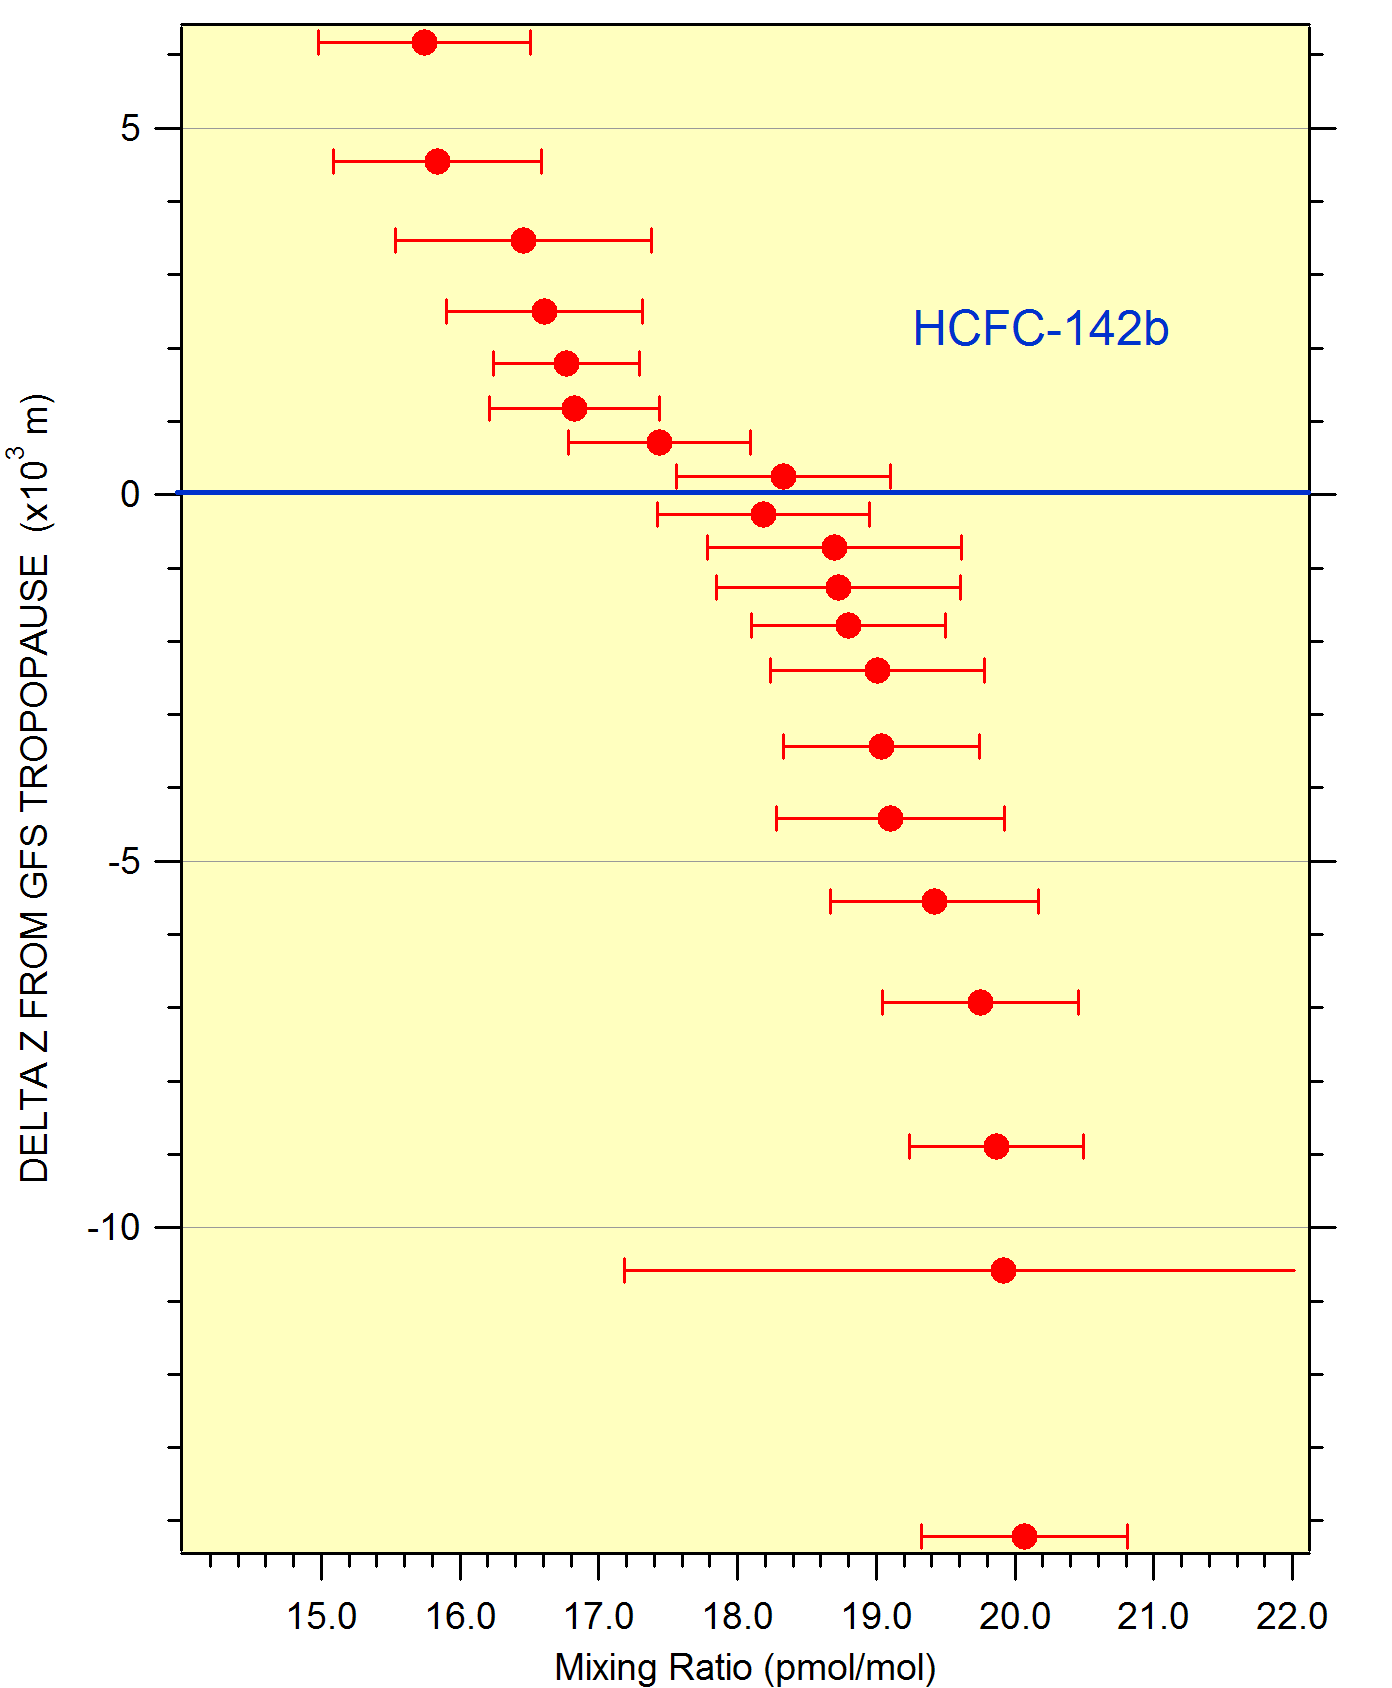 5
0
-5
-10
DELTA Z FROM GFS TROPOPAUSE (x10³ m)
HCFC-142b
15.0 16.0 17.0 18.0 19.0 20.0 21.0 22.0
Mixing Ratio (pmol/mol)